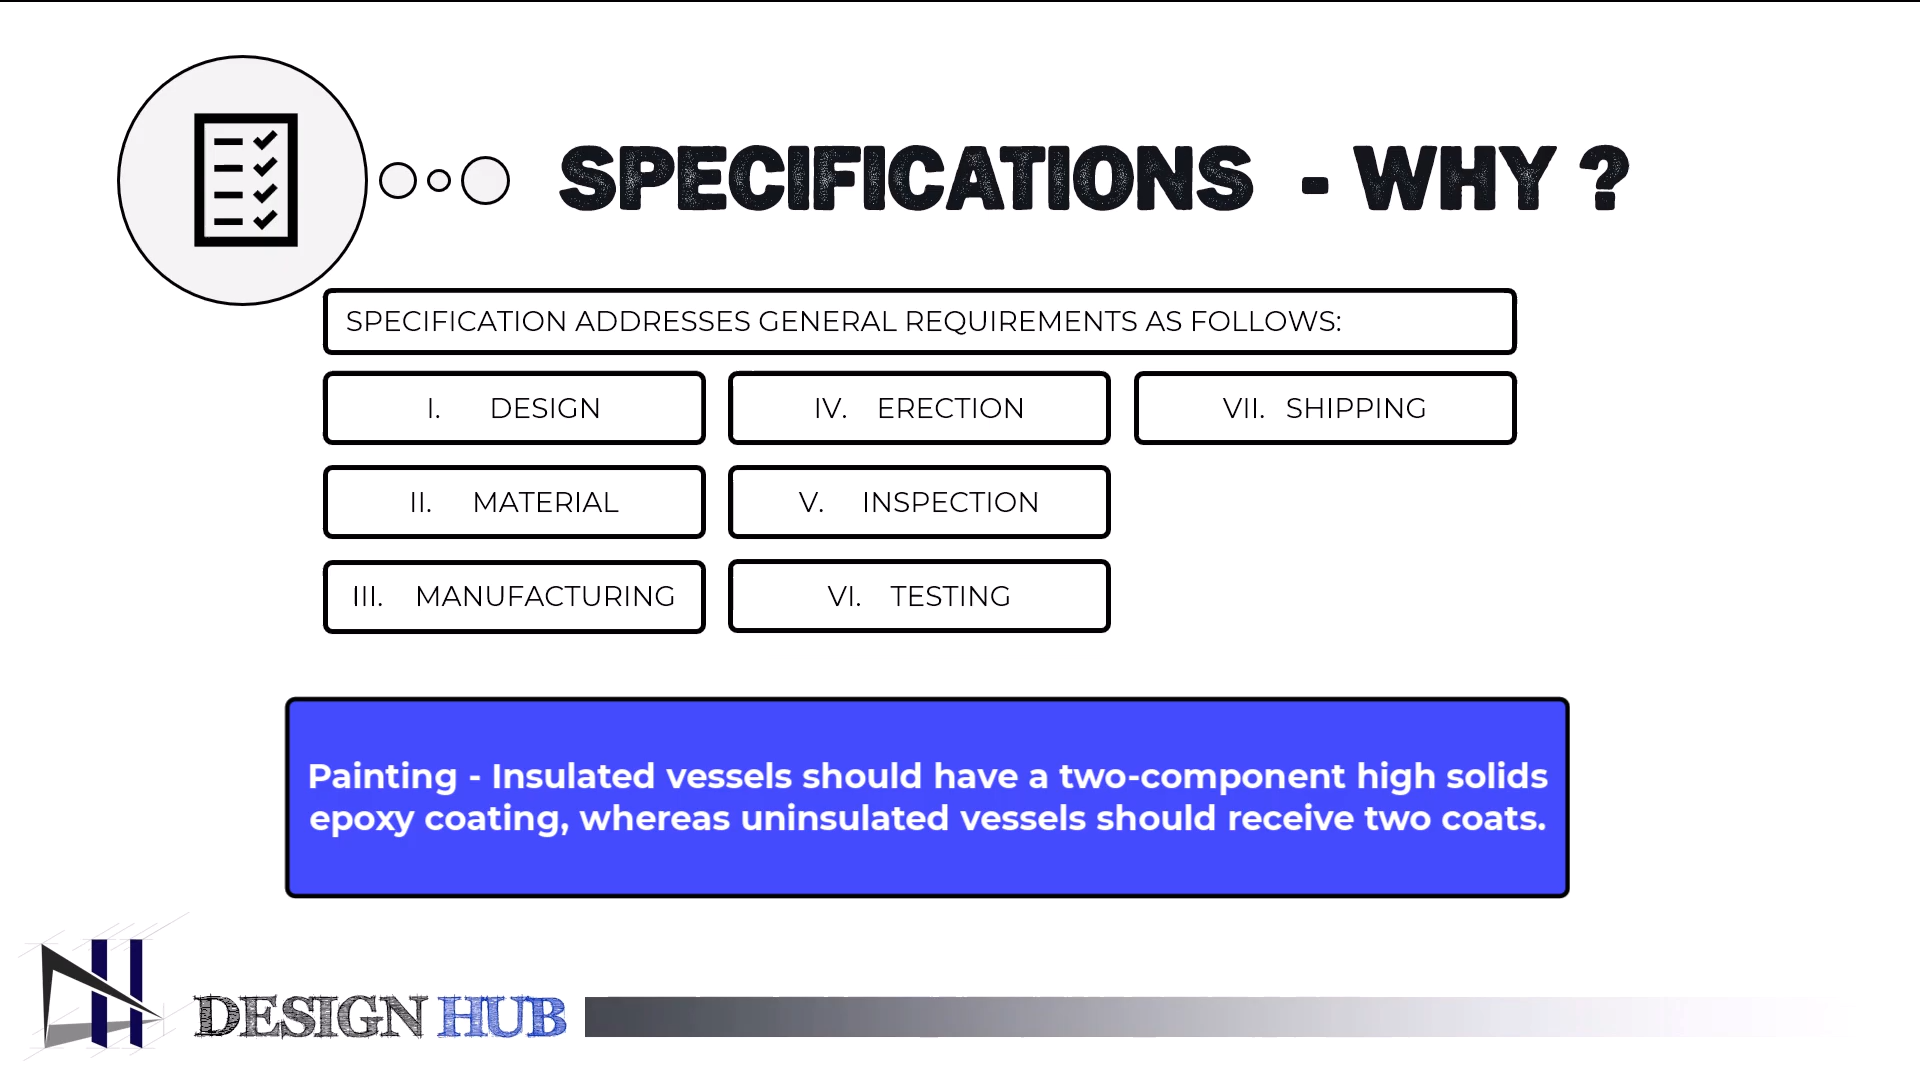 SPECIFICATIONS - WHY ?
SPECIFICATION ADDRESSES GENERAL REQUIREMENTS AS FOLLOWS:
I. DESIGN
II. MATERIAL
III. MANUFACTURING
IV. ERECTION
V. INSPECTION
VI. TESTING
VII. SHIPPING
Painting - Insulated vessels should have a two-component high solids
epoxy coating, whereas uninsulated vessels should receive two coats.
DESIGN HUB